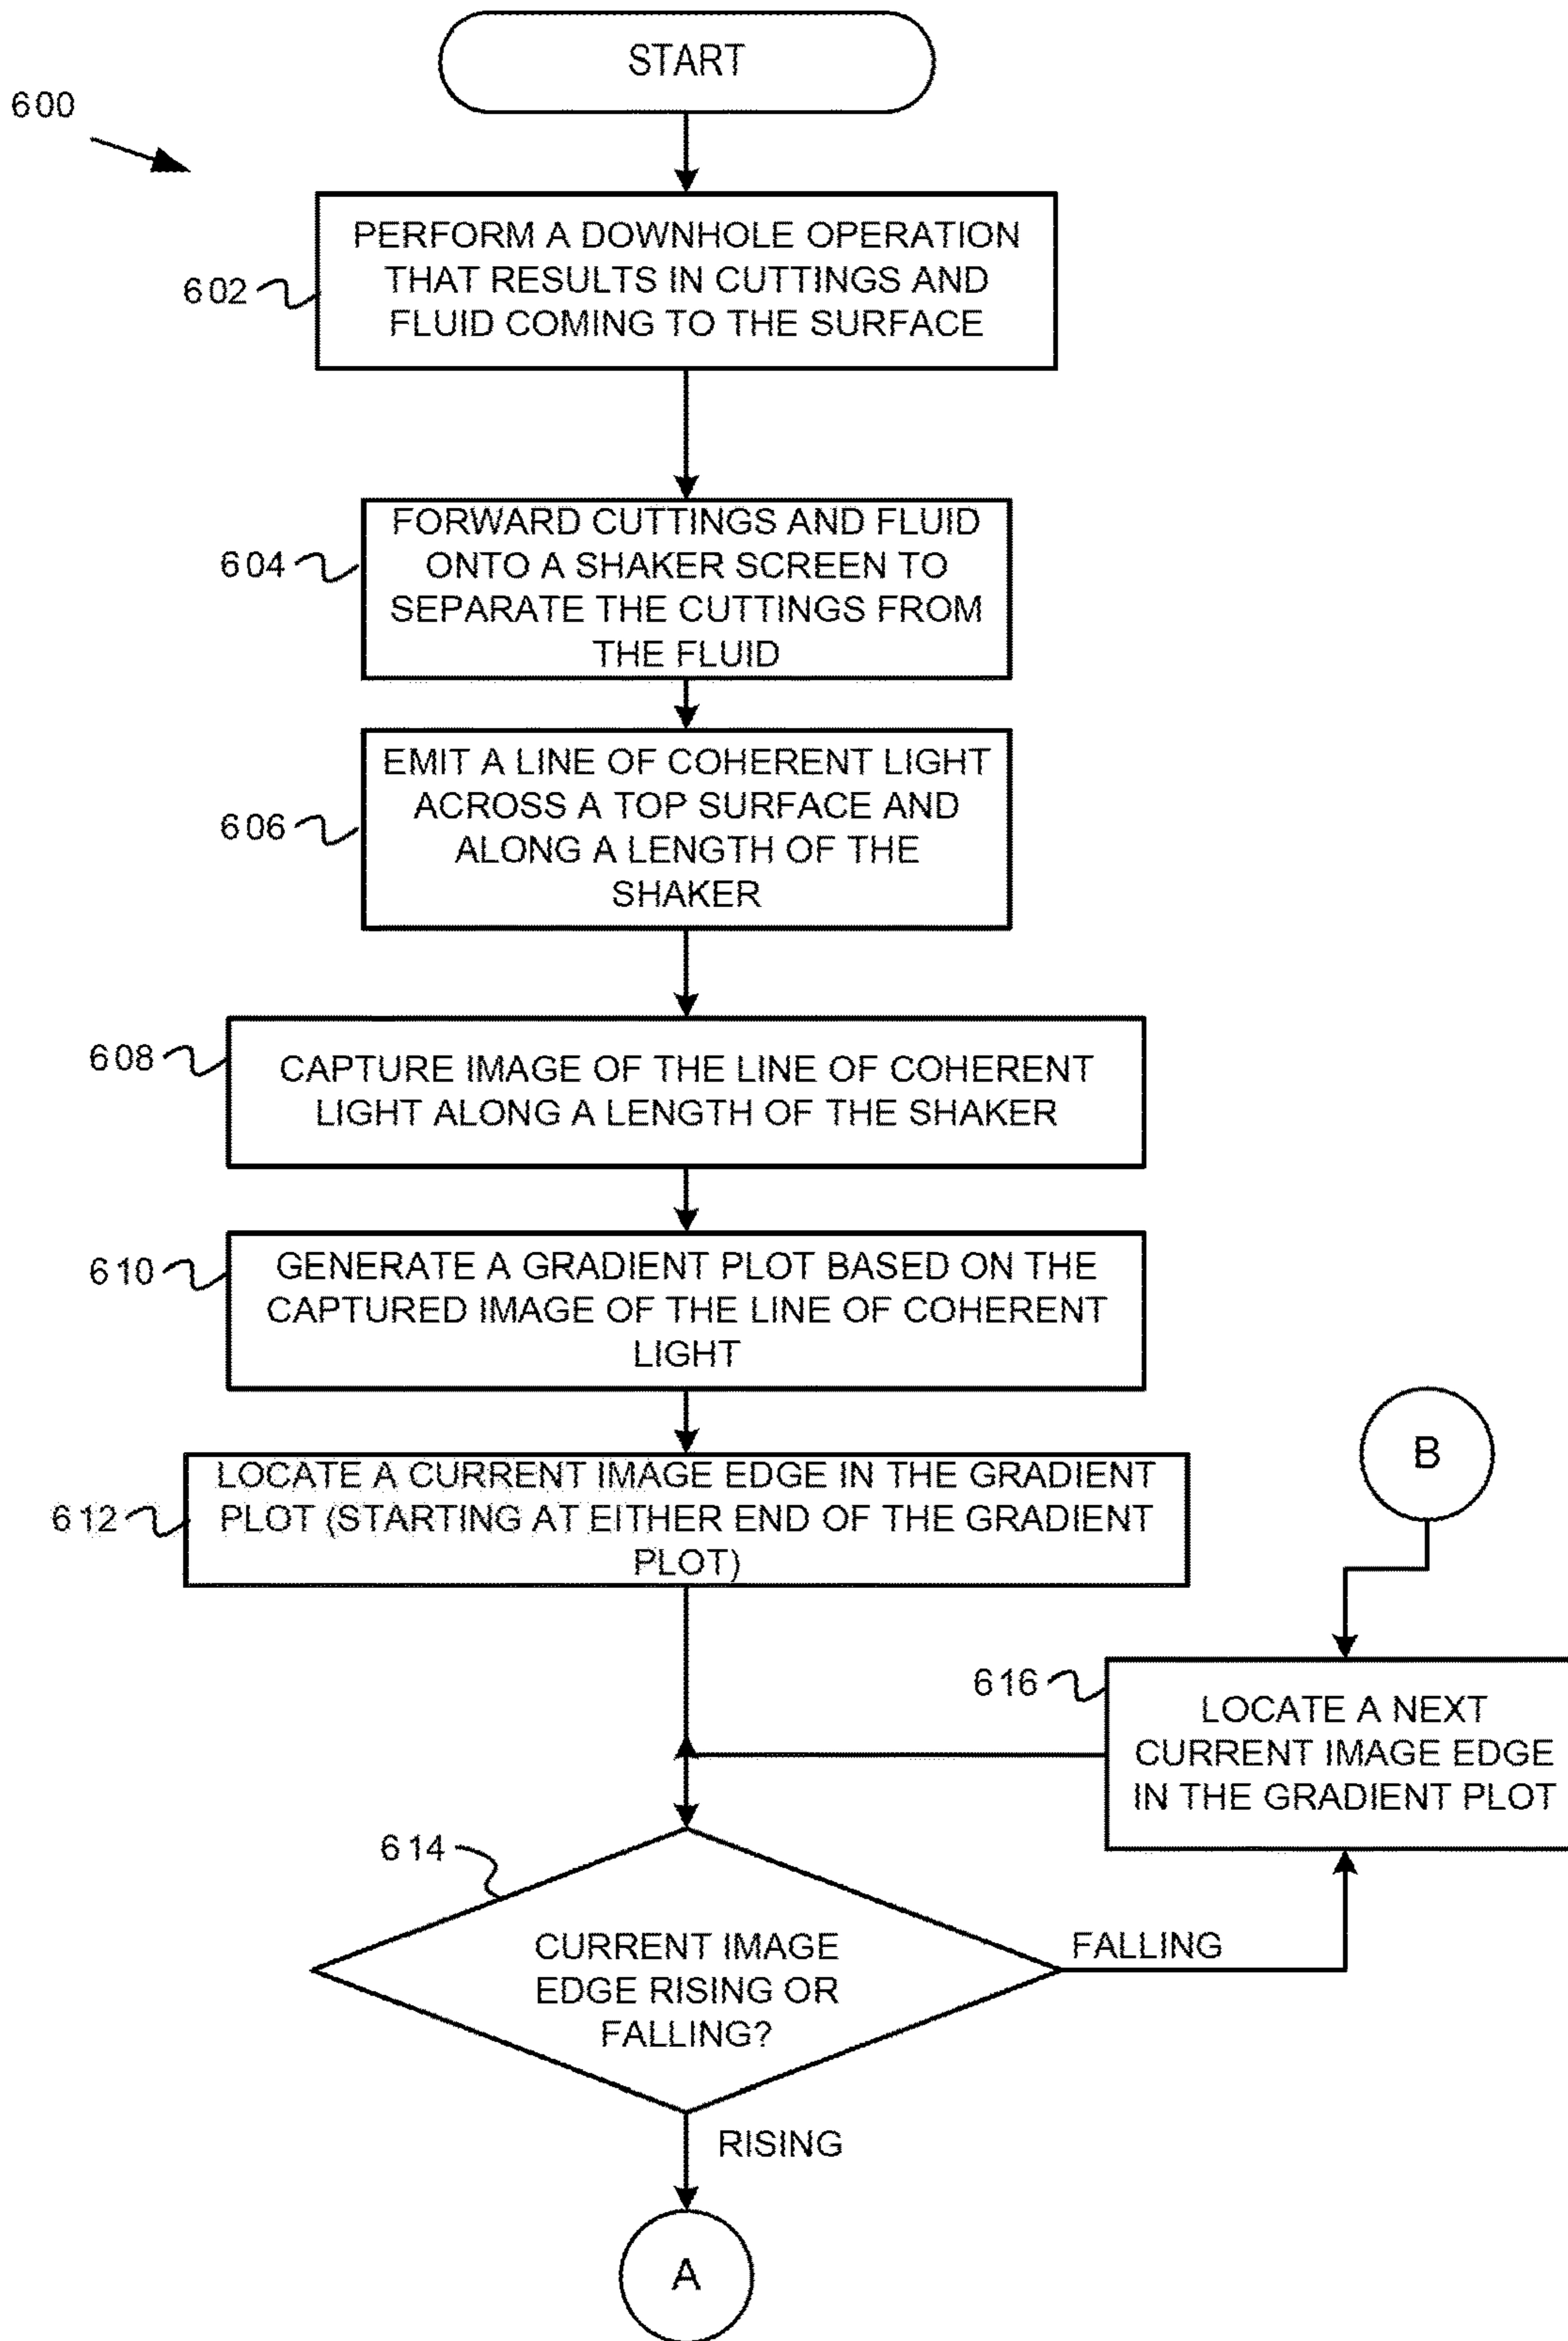 START
600
PERFORM A DOWNHOLE OPERATION
THAT RESULTS IN CUTTINGS AND
FLUID COMING TO THE SURFACE
602
FORWARD CUTTINGS AND FLUID
ONTO A SHAKER SCREEN TO
SEPARATE THE CUTTINGS FROM
THE FLUID
604
EMIT A LINE OF COHERENT LIGHT
ACROSS A TOP SURFACE AND
ALONG A LENGTH OF THE
SHAKER
606
CAPTURE IMAGE OF THE LINE OF COHERENT
LIGHT ALONG A LENGTH OF THE SHAKER
608
GENERATE A GRADIENT PLOT BASED ON THE
CAPTURED IMAGE OF THE LINE OF COHERENT
LIGHT
610
LOCATE A CURRENT IMAGE EDGE IN THE GRADIENT
PLOT (STARTING AT EITHER END OF THE GRADIENT
PLOT)
612
B
616
LOCATE A NEXT
CURRENT IMAGE EDGE
IN THE GRADIENT PLOT
614
CURRENT IMAGE
EDGE RISING OR
FALLING?
FALLING
RISING
A